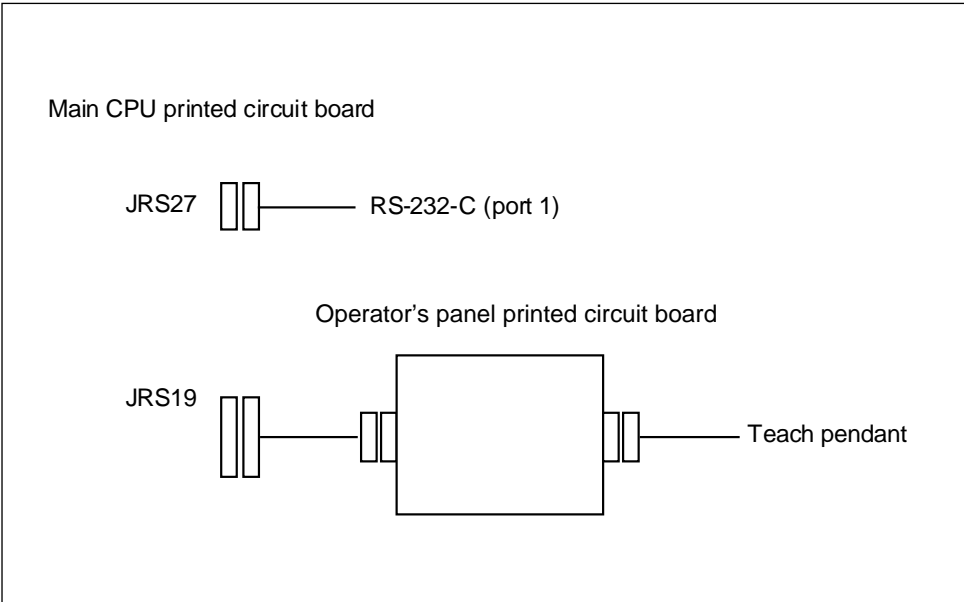 Main CPU printed circuit board
JRS27
RS-232-C (port 1)
Operator’s panel printed circuit board
JRS19
Teach pendant